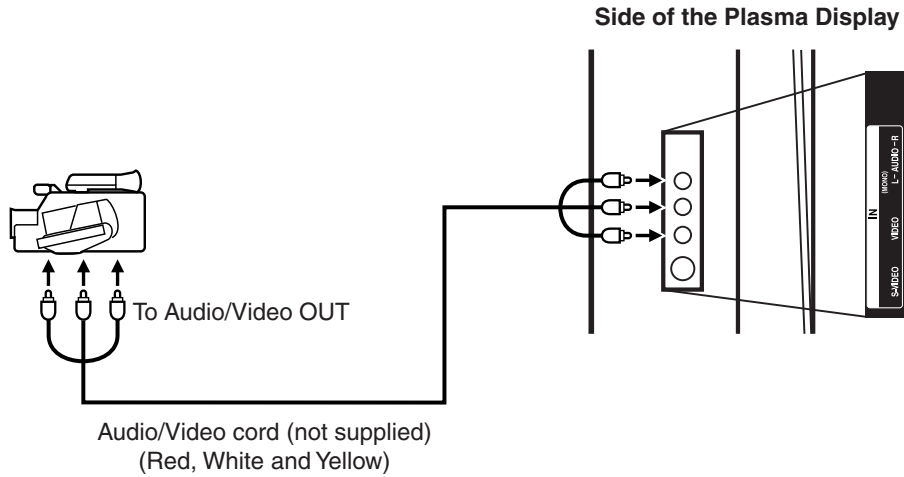 Side of the Plasma Display
IN
(MONO)
S-VIDEO VIDEO L - AUDIO - R
To Audio/Video OUT
Audio/Video cord (not supplied)
(Red, White and Yellow)